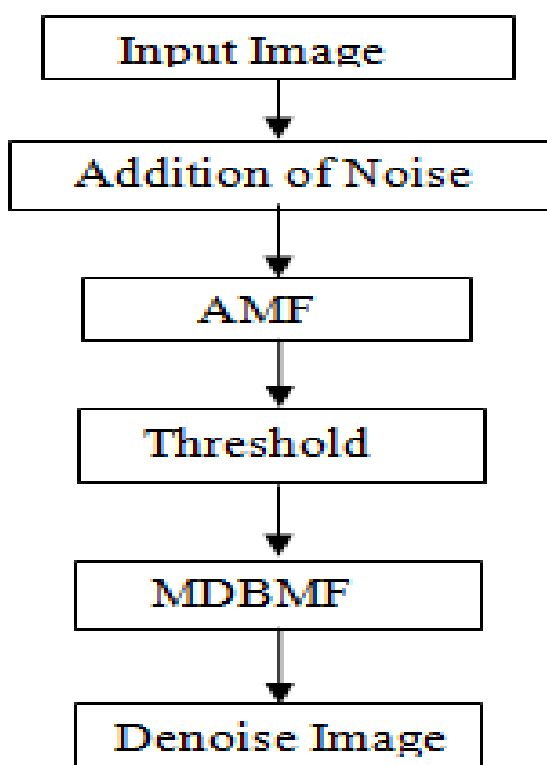 Input Image
Addition of Noise
AMF
Threshold
MDBMF
Denoise Image